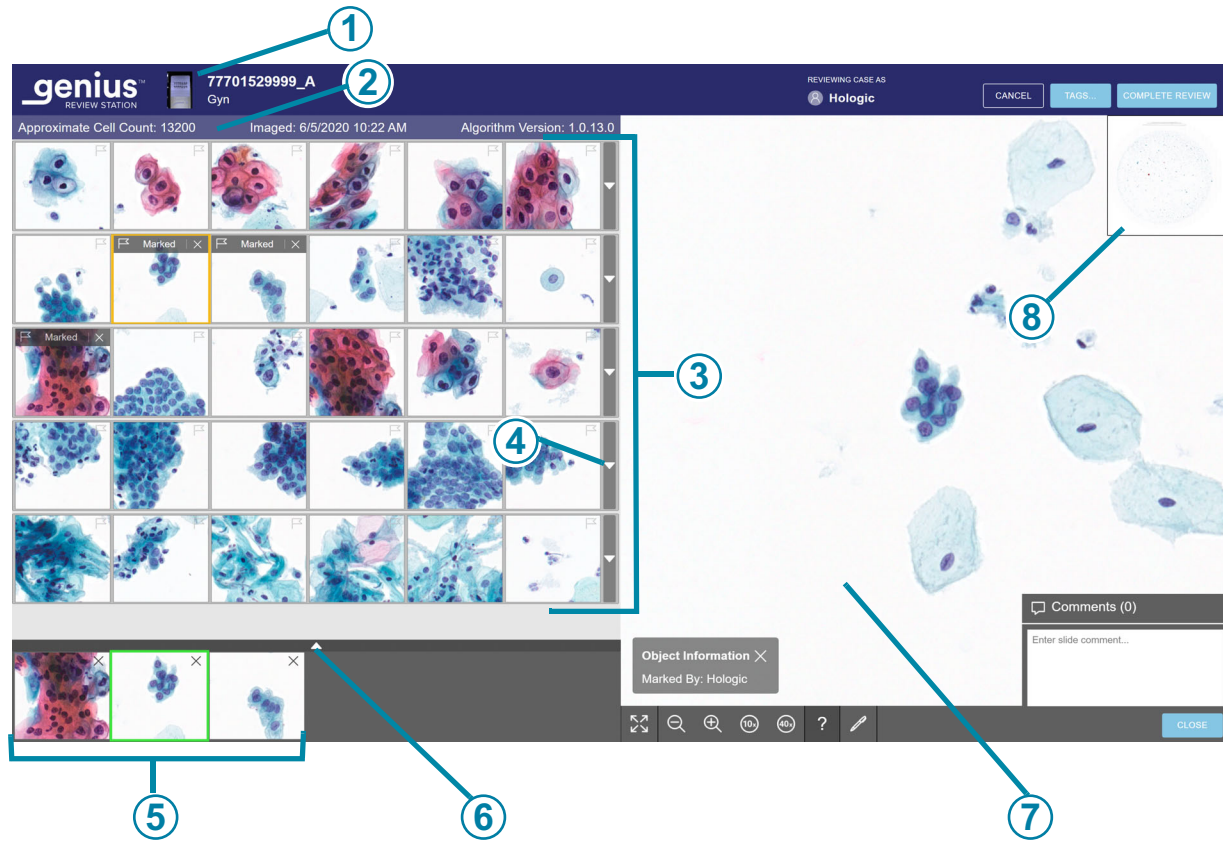 1
genius™
REVIEW STATION
77701529999_A
Gyn
2
REVIEWING CASE AS
Hologic
CANCEL
TAGS...
COMPLETE REVIEW
Approximate Cell Count: 13200
Imaged: 6/5/2020 10:22 AM
Algorithm Version: 1.0.13.0
Marked
Marked
8
Marked
3
4
Comments (0)
Enter slide comment...
Object Information
Marked By: Hologic
10x
40x
?
CLOSE
5
6
7